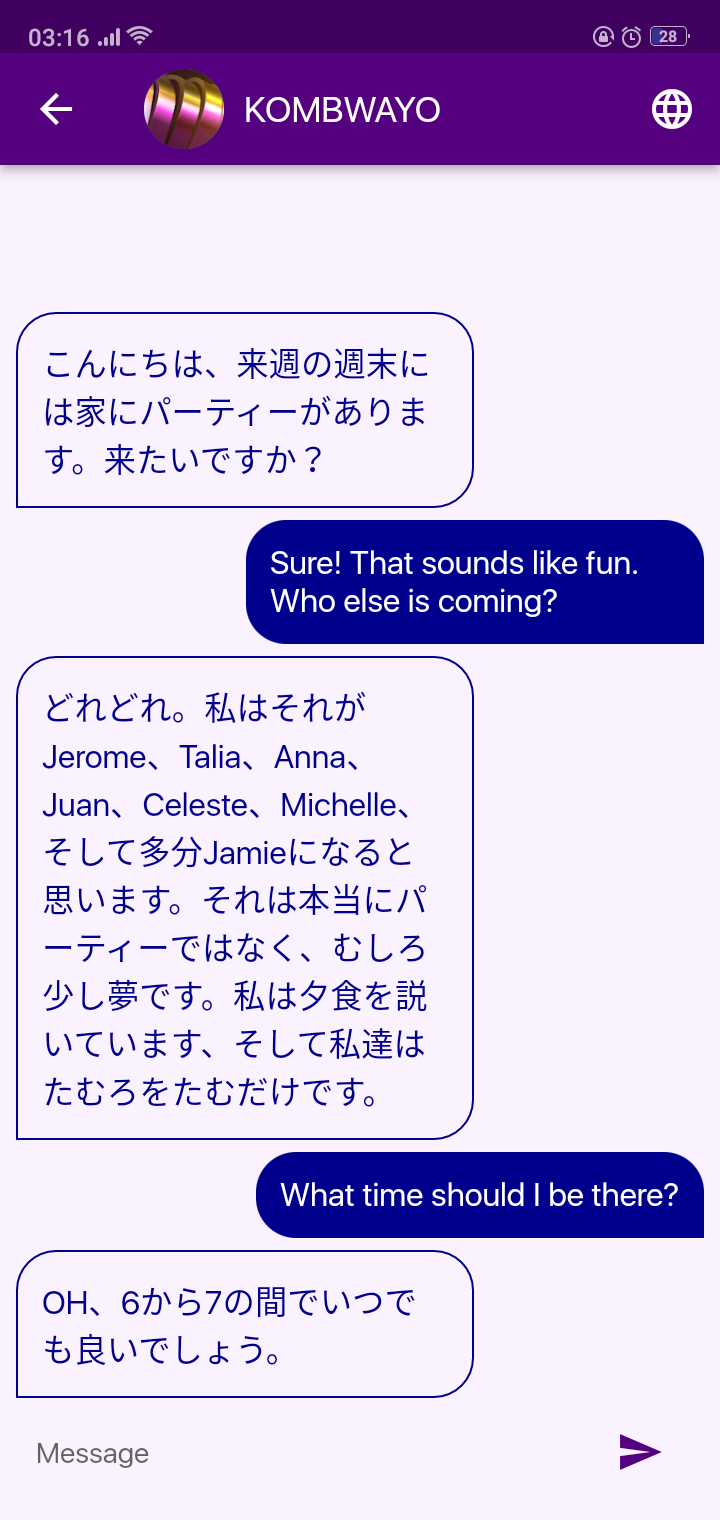 03:16
28
KOMBWAYO
こんにちは、来週の週末に
は家にパーティーがありま
す。来たいですか？
Sure! That sounds like fun.
Who else is coming?
どれどれ。私はそれが
Jerome、Talia、Anna、
Juan、Celeste、Michelle、
そして多分Jamieになると
思います。それは本当にパ
ーティーではなく、むしろ
少し夢です。私は夕食を説
いています、そして私達は
たむろをたむだけです。
What time should I be there?
OH、6から7の間でいつで
も良いでしょう。
Message